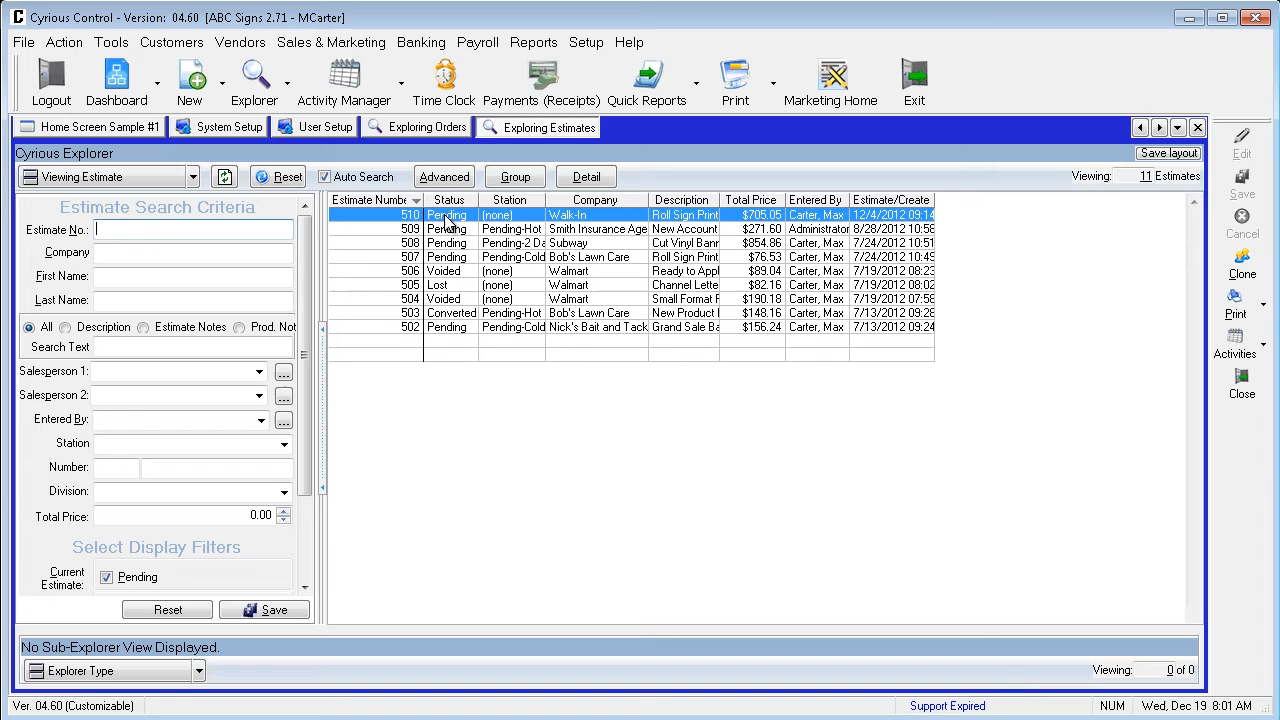 Cyrious Control - Version: 04.60 [ABC Signs 2.71 - MCarter]
File Action Tools Customers Vendors Sales & Marketing Banking Payroll Reports Setup Help
Logout Dashboard New Explorer Activity Manager Time Clock Payments (Receipts) Quick Reports Print Marketing Home Exit
Home Screen Sample #1 System Setup User Setup Exploring Orders Exploring Estimates
Cyrious Explorer Save layout
Viewing Estimate Reset Auto Search Advanced Group Detail Viewing: 11 Estimates
Estimate Search Criteria
Estimate No.:
Company
First Name:
Last Name:
All Description Estimate Notes Prod. Not
Search Text
Salesperson 1: ...
Salesperson 2: ...
Entered By: ...
Station
Number:
Division:
Total Price: 0.00
Select Display Filters
Current Estimate: Pending
Reset Save
Estimate Numbe Status Station Company Description Total Price Entered By Estimate/Create
510 Pending (none) Walk-In Roll Sign Print $705.05 Carter, Max 12/4/2012 09:14
509 Pending Pending-Hot Smith Insurance Age New Account $271.60 Administrator 8/28/2012 10:58
508 Pending Pending-2 Da Subway Cut Vinyl Bann $854.86 Carter, Max 7/24/2012 10:51
507 Pending Pending-Cold Bob's Lawn Care Roll Sign Print $76.53 Carter, Max 7/24/2012 10:49
506 Voided (none) Walmart Ready to Appl $89.04 Carter, Max 7/19/2012 08:23
505 Lost (none) Walmart Channel Lette $82.16 Carter, Max 7/19/2012 08:02
504 Voided (none) Walmart Small Format F $190.18 Carter, Max 7/19/2012 07:58
503 Converted Pending-Hot Bob's Lawn Care New Product I $148.16 Carter, Max 7/13/2012 09:28
502 Pending Pending-Cold Nick's Bait and Tack Grand Sale Ba $156.24 Carter, Max 7/13/2012 09:24
Edit
Save
Cancel
Clone
Print
Activities
Close
No Sub-Explorer View Displayed.
Explorer Type Viewing: 0 of 0
Ver. 04.60 (Customizable) Support Expired NUM Wed, Dec 19 8:01 AM